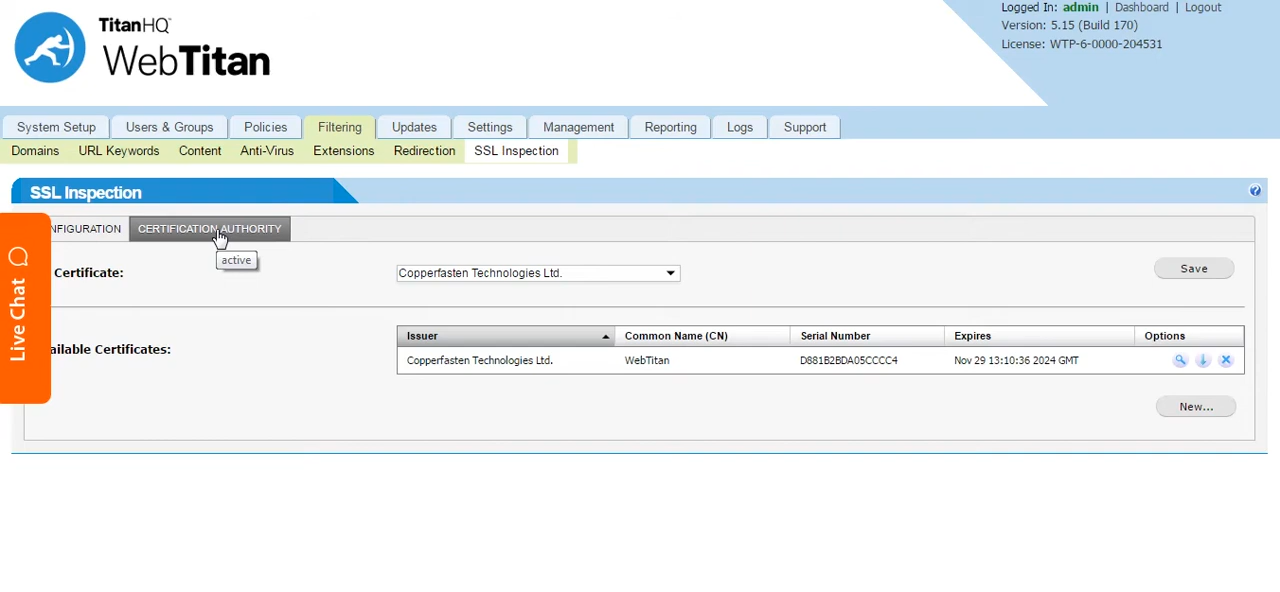 Logged In: admin | Dashboard | Logout
TitanHQ
Version: 5.15 (Build 170)
WebTitan
License: WTP-6-0000-204531
System Setup Users & Groups Policies Filtering Updates Settings Management Reporting Logs Support
Domains URL Keywords Content Anti-Virus Extensions Redirection SSL Inspection
SSL Inspection ?
NFIGURATION CERTIFICATION AUTHORITY
active
Certificate: Copperfasten Technologies Ltd. Save
Live Chat
Issuer Common Name (CN) Serial Number Expires Options
ailable Certificates:
Copperfasten Technologies Ltd. WebTitan D881B2BDA05CCCC4 Nov 29 13:10:36 2024 GMT
New...